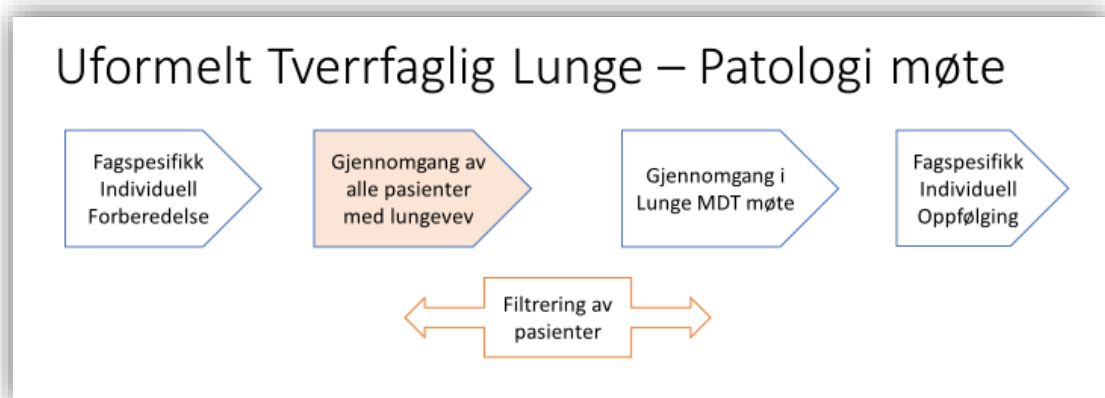 Uformelt Tverrfaglig Lunge – Patologi møte
Fagspesifikk
Individuell
Forberedelse
Gjennomgang av
alle pasienter
med lungevev
Gjennomgang i
Lunge MDT møte
Fagspesifikk
Individuell
Oppfølging
Filtrering av
pasienter